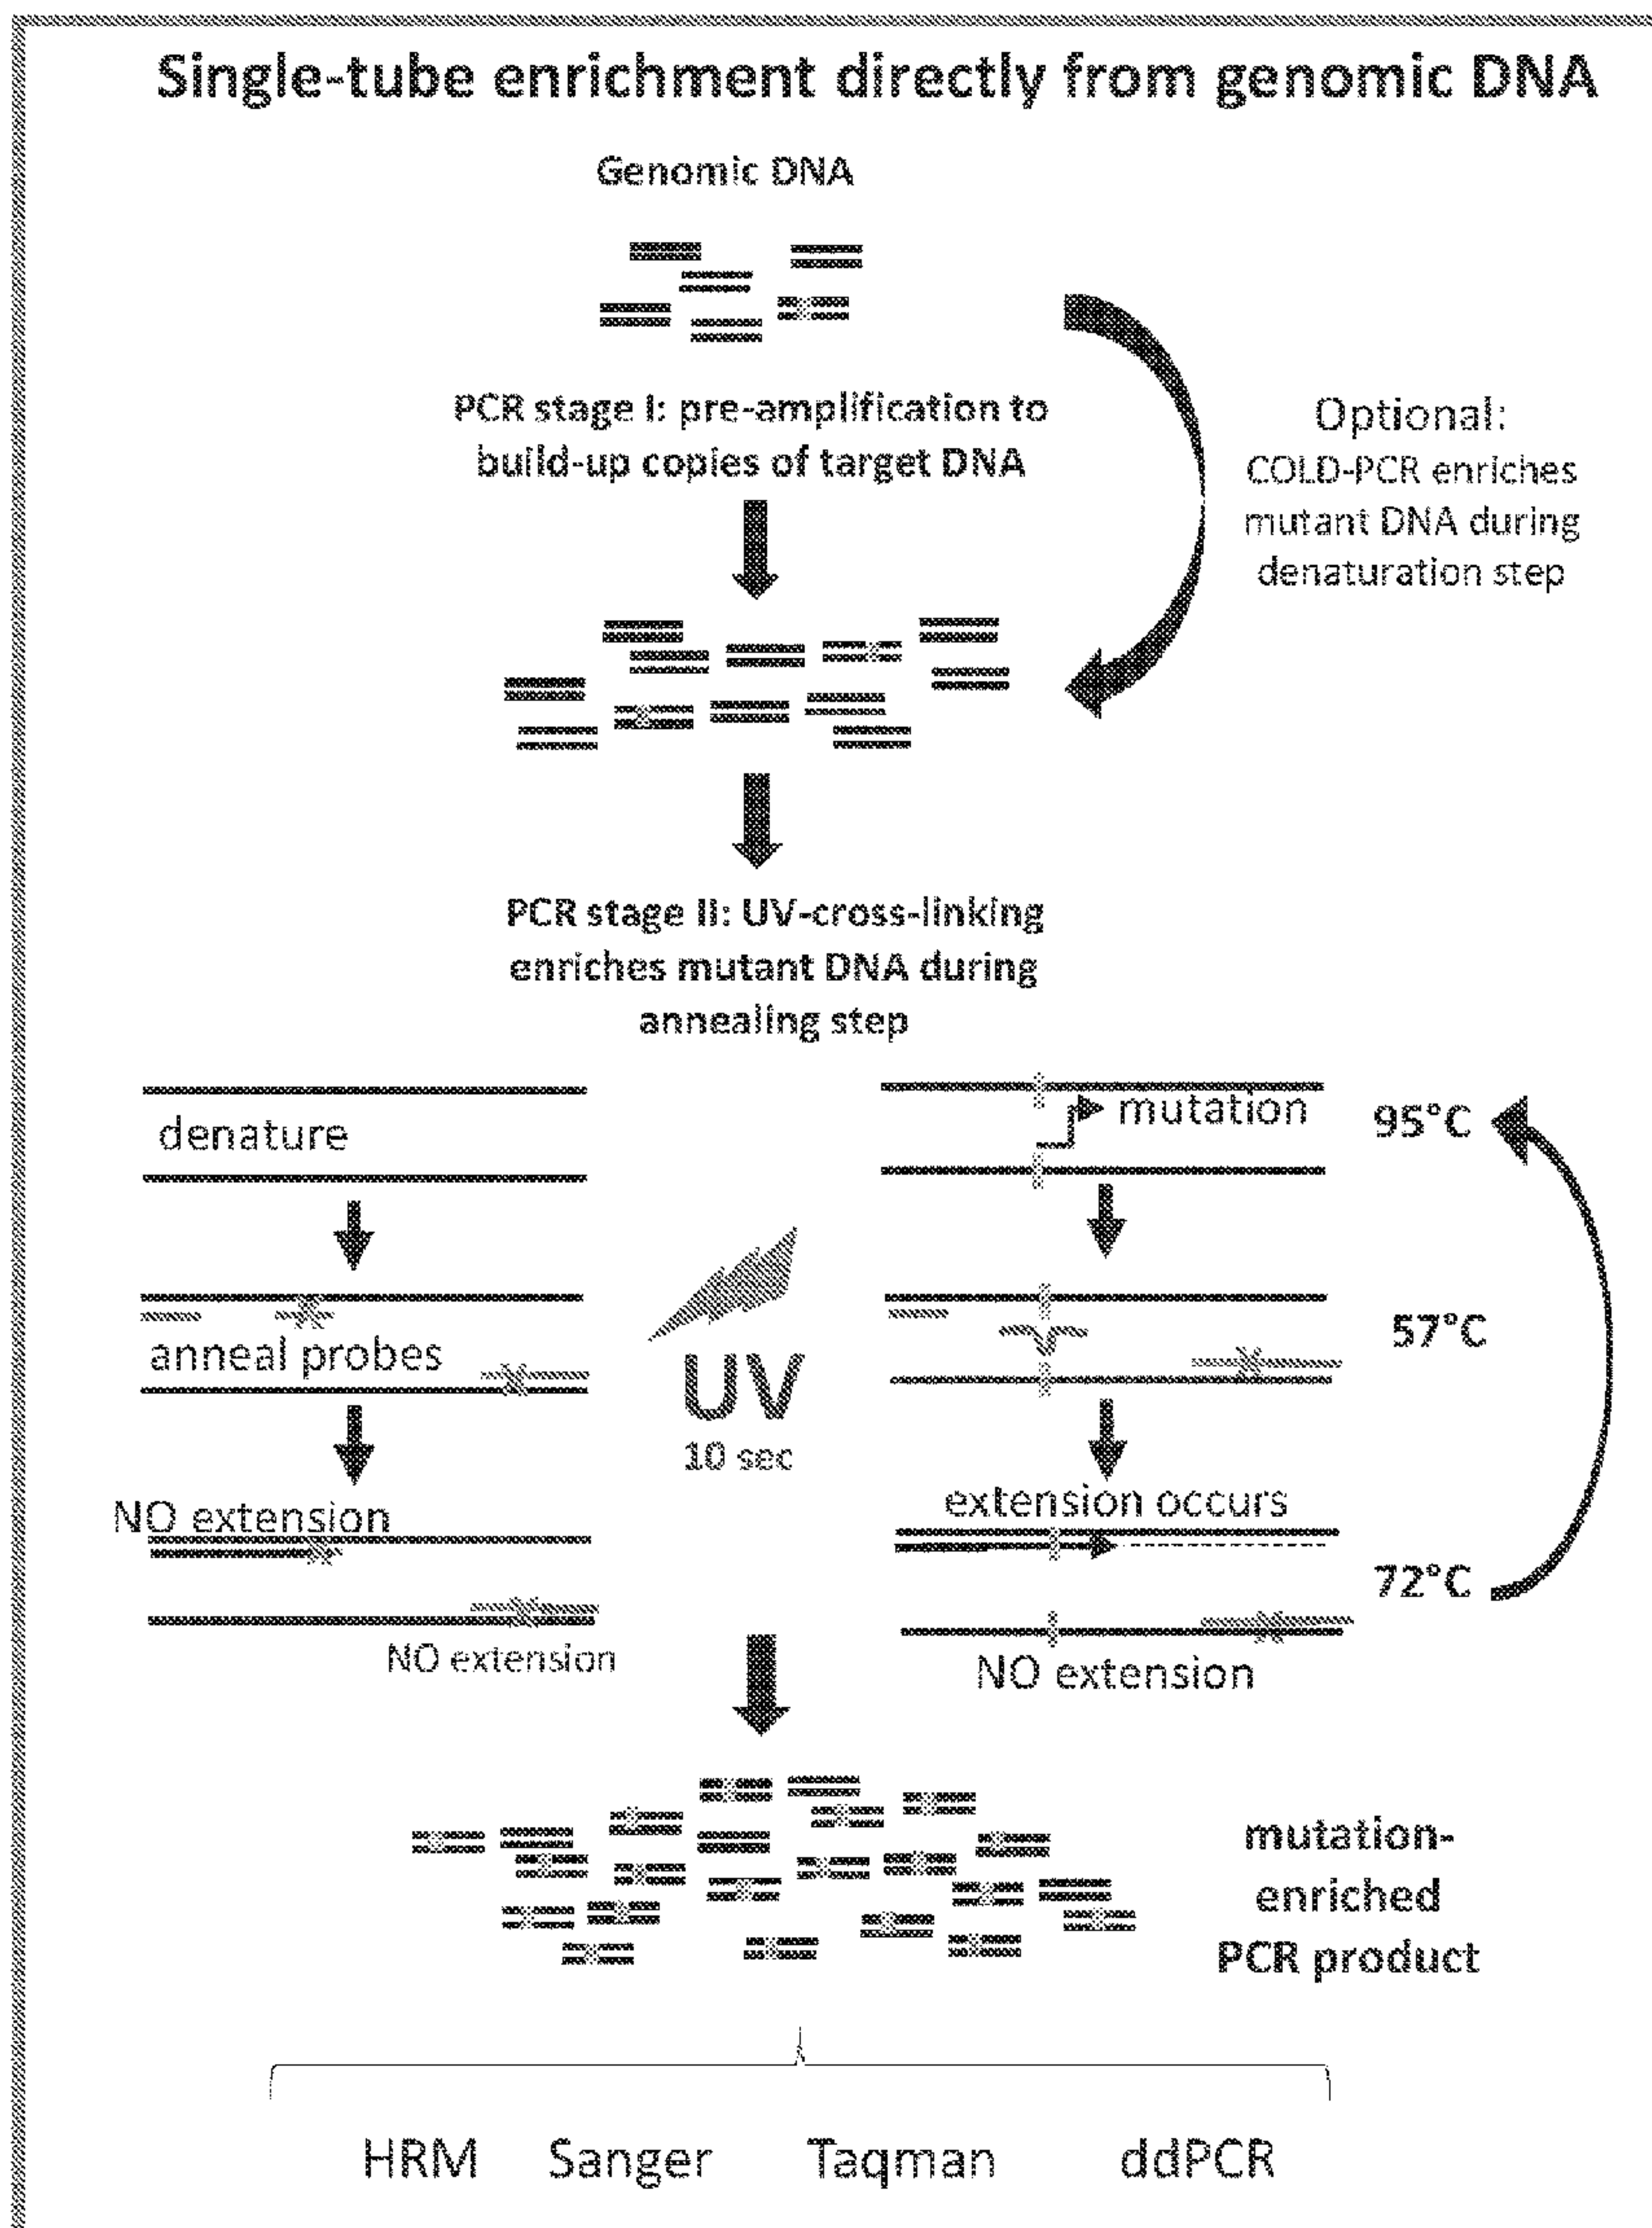 Single-tube enrichment directly from genomic DNA
Genomic DNA
PCR stage I: pre-amplification to
build-up copies of target DNA
Optional:
COLD-PCR enriches
mutant DNA during
denaturation step
PCR stage II: UV-cross-linking
enriches mutant DNA during
annealing step
denature
mutation
95°C
anneal probes
UV
10 sec
57°C
NO extension
extension occurs
72°C
NO extension
NO extension
mutation-
enriched
PCR product
HRM Sanger Taqman ddPCR